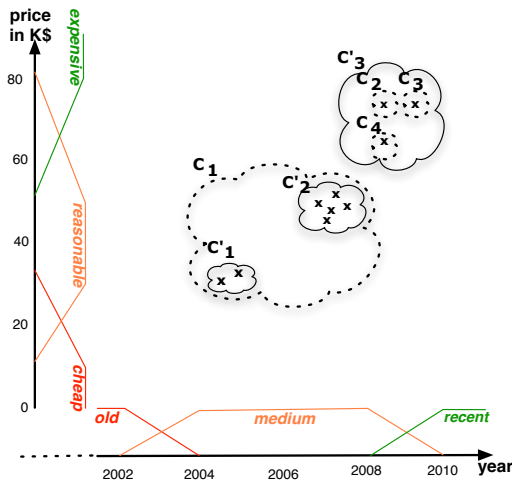 price
in K$
expensive
80
60
reasonable
40
20
cheap
0
C'3
C2 C3
x x
C4
x
C1
C'2
x
x x
x
x
C'1
x x
old
medium
recent
year
2002 2004 2006 2008 2010